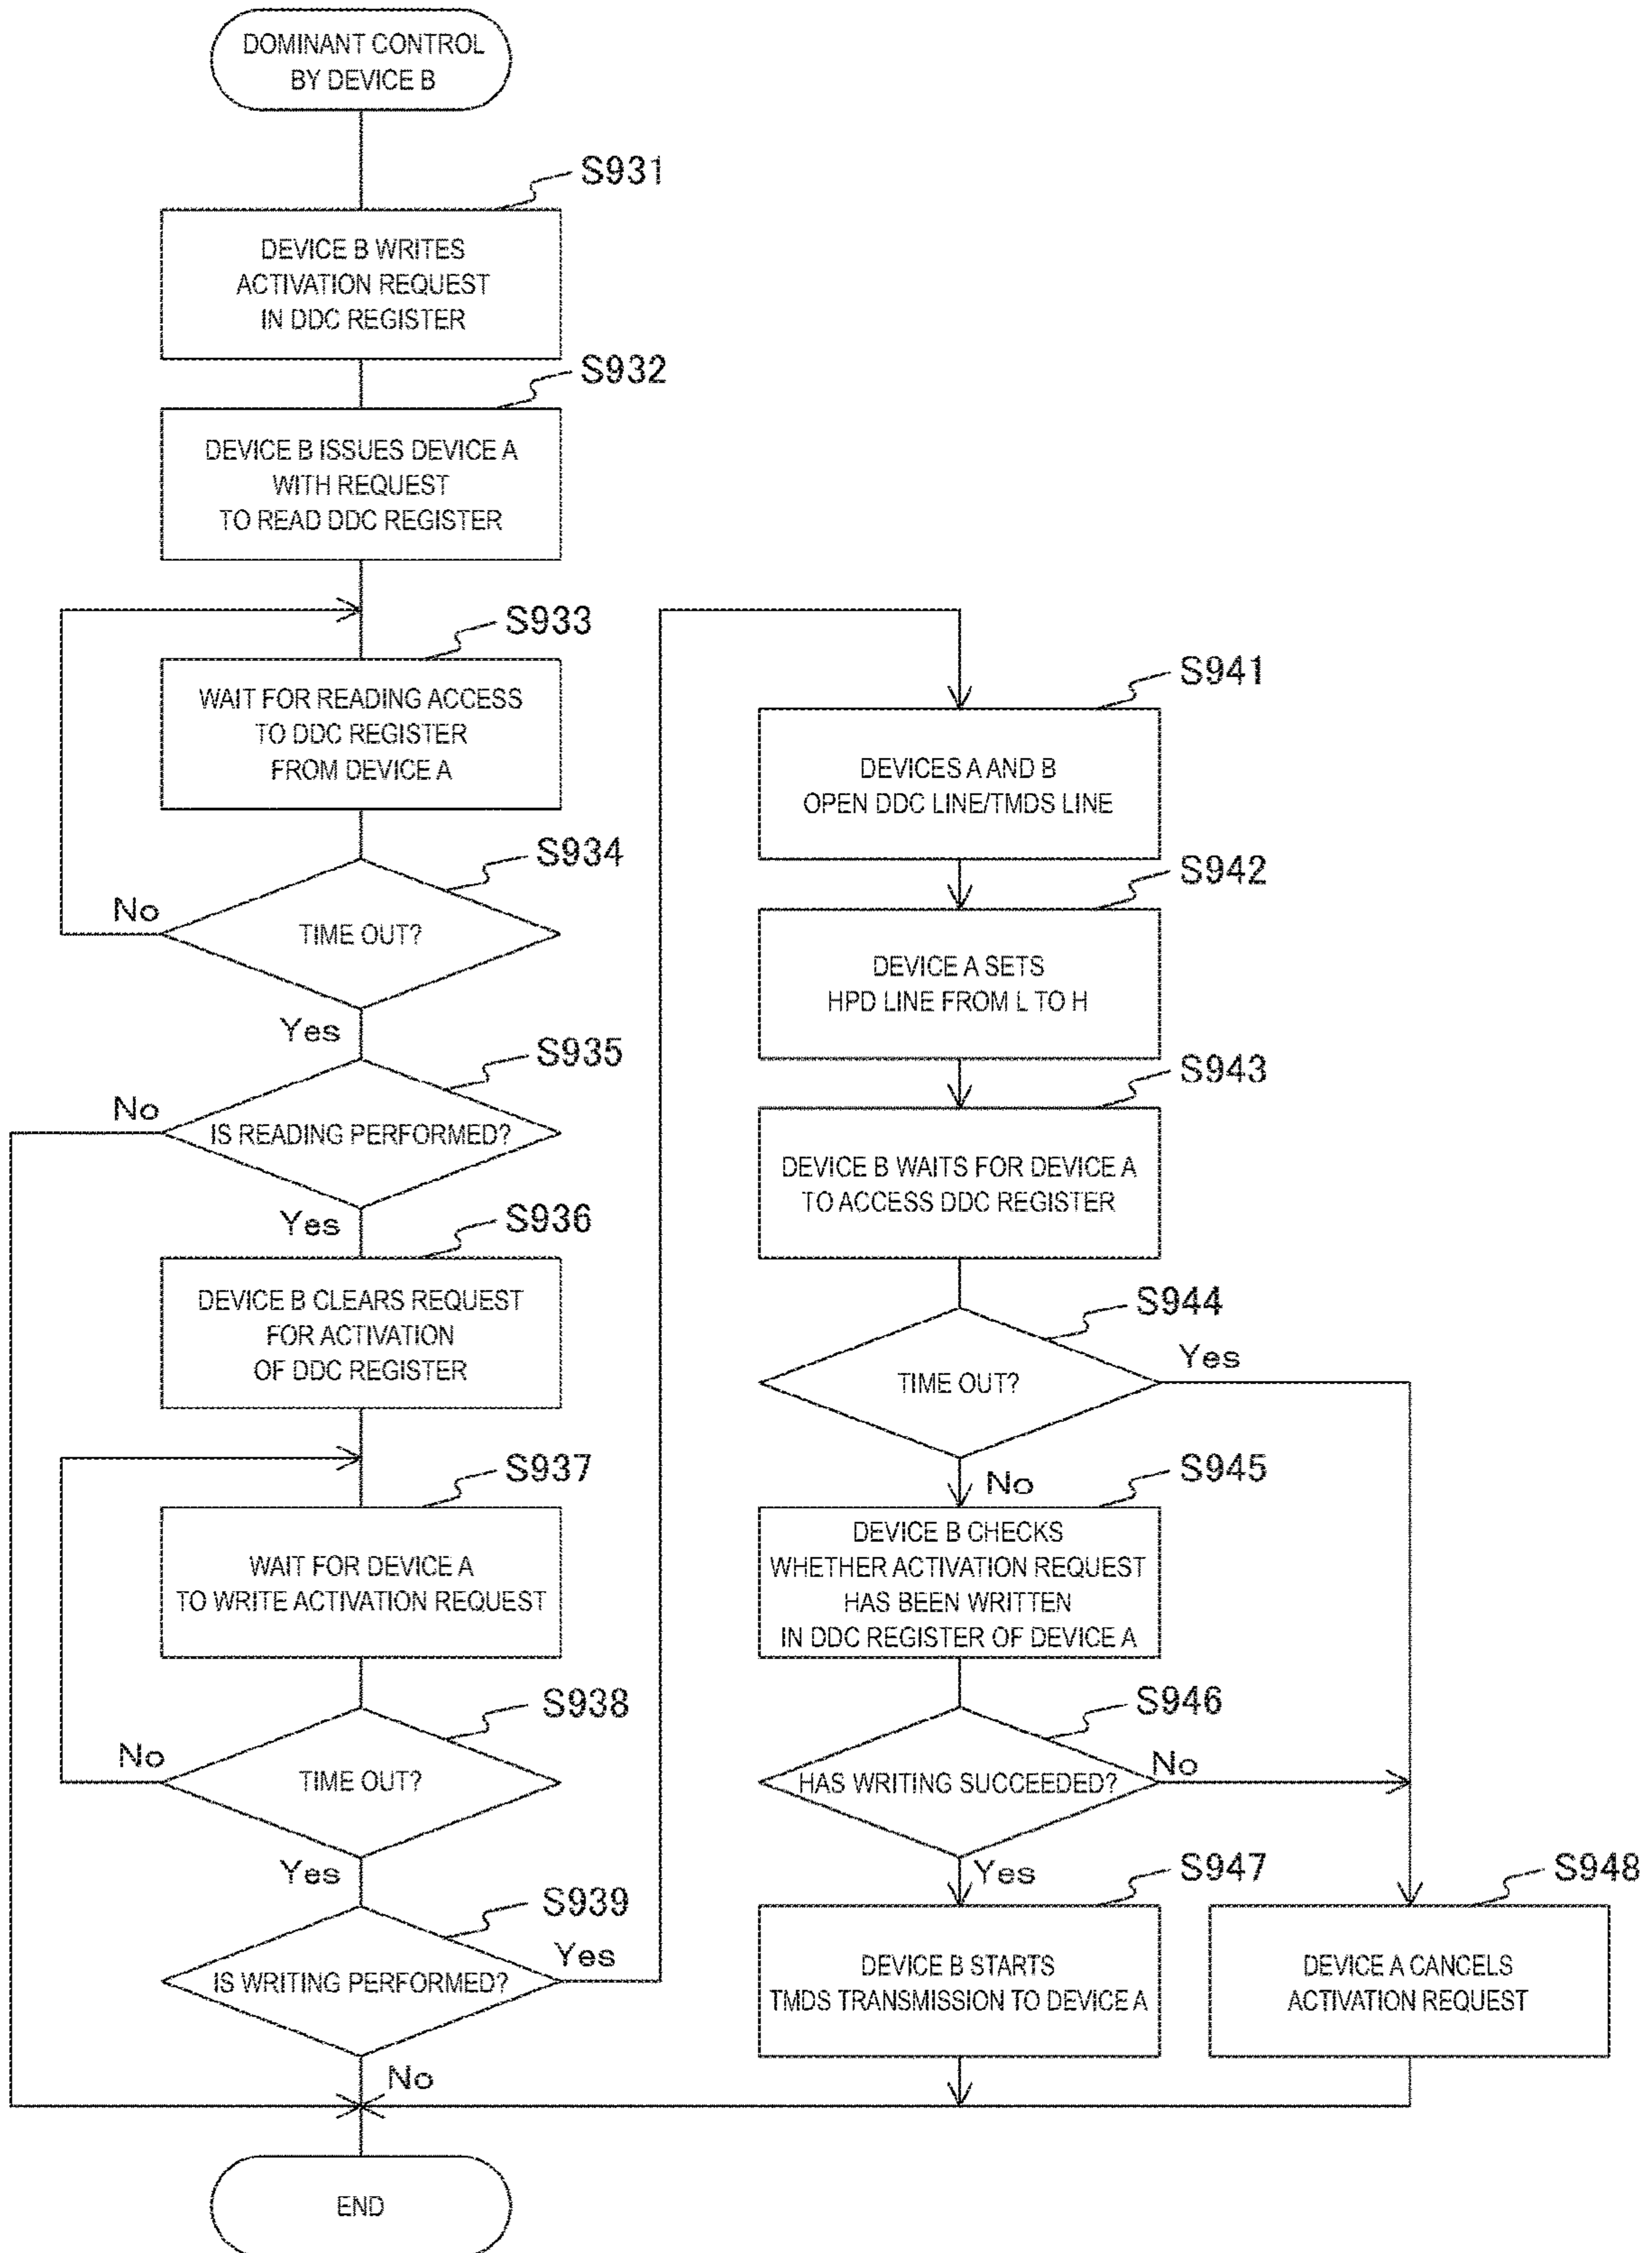 DOMINANT CONTROL
BY DEVICE B
S931
DEVICE B WRITES
ACTIVATION REQUEST
IN DDC REGISTER
S932
DEVICE B ISSUES DEVICE A
WITH REQUEST
TO READ DDC REGISTER
S933
WAIT FOR READING ACCESS
TO DDC REGISTER
FROM DEVICE A
S934
No
TIME OUT?
Yes
S935
No
IS READING PERFORMED?
Yes
S936
DEVICE B CLEARS REQUEST
FOR ACTIVATION
OF DDC REGISTER
S937
WAIT FOR DEVICE A
TO WRITE ACTIVATION REQUEST
S938
No
TIME OUT?
Yes
S939
Yes
IS WRITING PERFORMED?
No
S941
DEVICES A AND B
OPEN DDC LINE/TMDS LINE
S942
DEVICE A SETS
HPD LINE FROM L TO H
S943
DEVICE B WAITS FOR DEVICE A
TO ACCESS DDC REGISTER
S944
Yes
TIME OUT?
No
S945
DEVICE B CHECKS
WHETHER ACTIVATION REQUEST
HAS BEEN WRITTEN
IN DDC REGISTER OF DEVICE A
S946
No
HAS WRITING SUCCEEDED?
Yes
S947
DEVICE B STARTS
TMDS TRANSMISSION TO DEVICE A
S948
DEVICE A CANCELS
ACTIVATION REQUEST
END